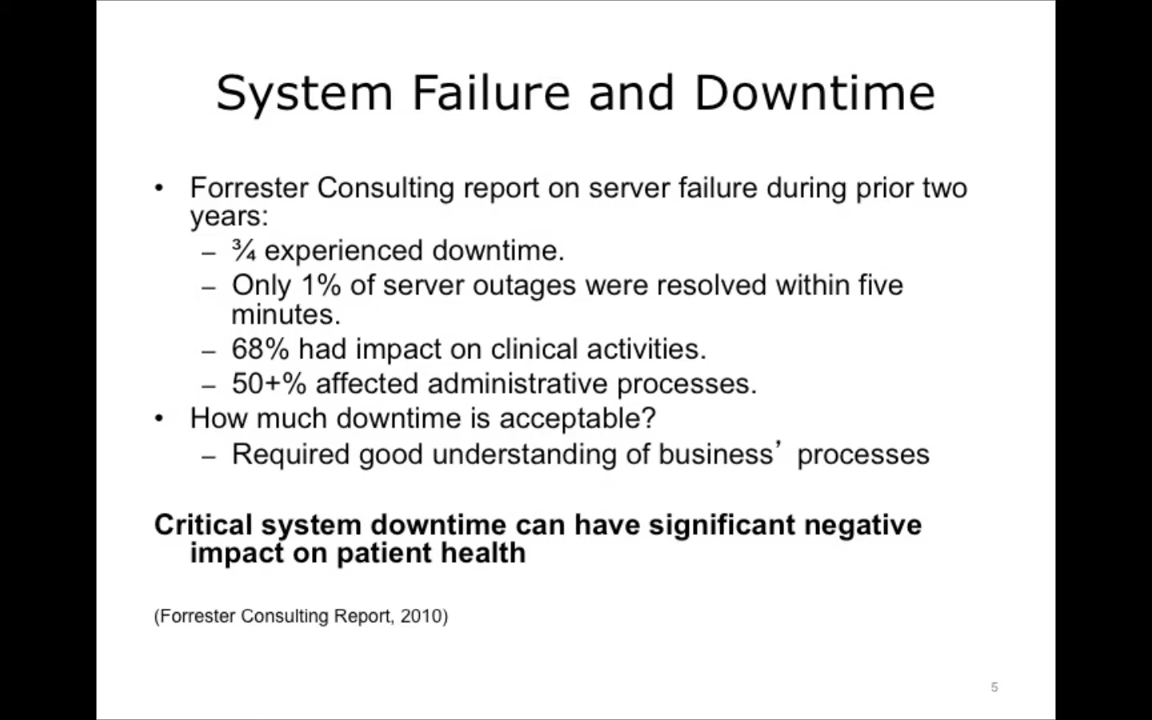 System Failure and Downtime
• Forrester Consulting report on server failure during prior two
years:
– ¾ experienced downtime.
– Only 1% of server outages were resolved within five
minutes.
– 68% had impact on clinical activities.
– 50+% affected administrative processes.
• How much downtime is acceptable?
– Required good understanding of business’ processes
Critical system downtime can have significant negative
impact on patient health
(Forrester Consulting Report, 2010)
5